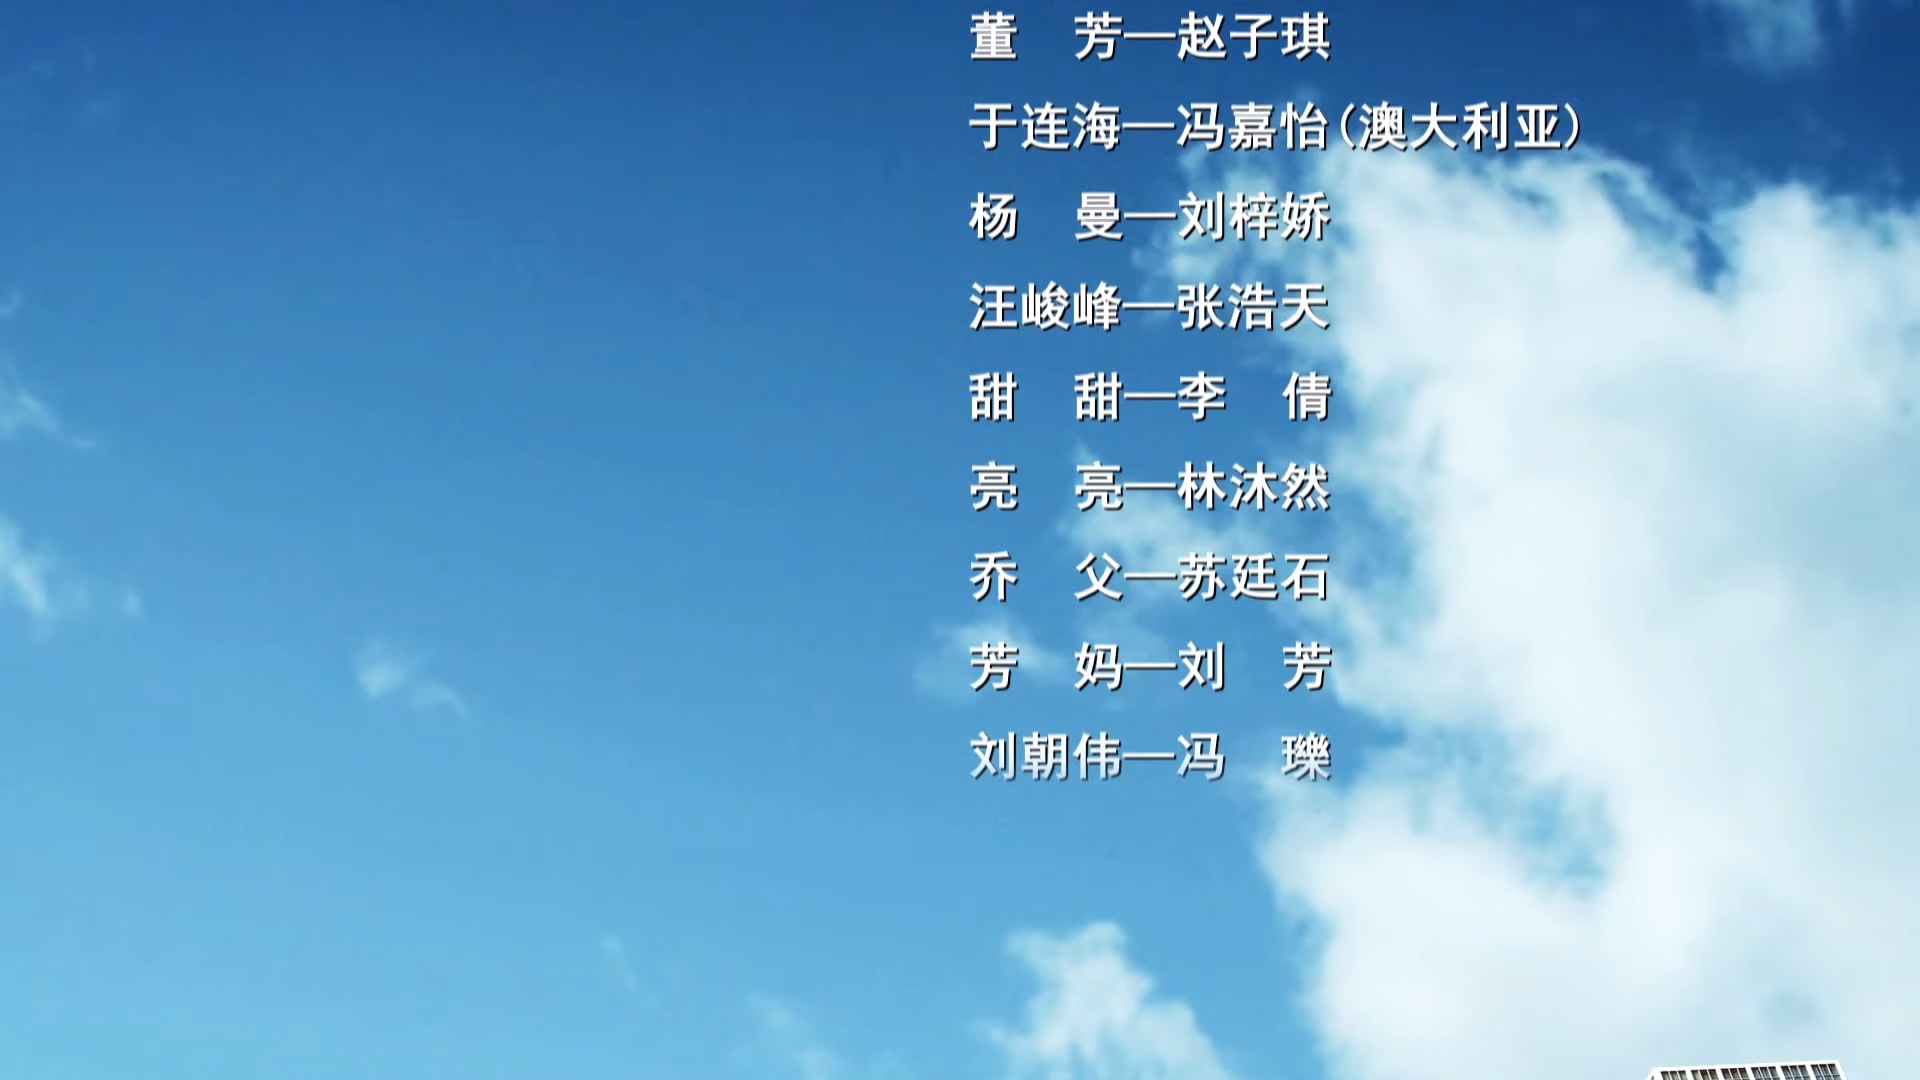 董　芳—赵子琪
于连海—冯嘉怡(澳大利亚)
杨　曼—刘梓娇
汪峻峰—张浩天
甜　甜—李　倩
亮　亮—林沐然
乔　父—苏廷石
芳　妈—刘　芳
刘朝伟—冯　瓅